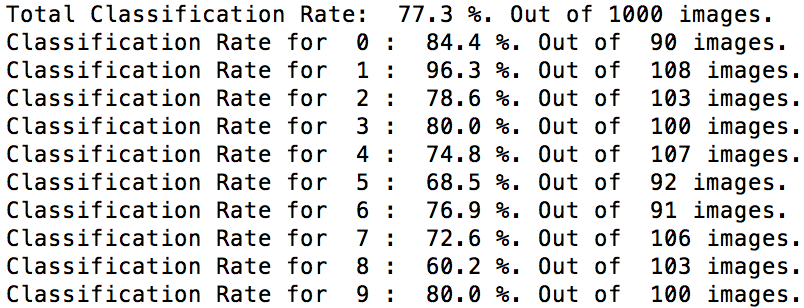 Total Classification Rate:  77.3 %. Out of 1000 images.
Classification Rate for  0 :  84.4 %. Out of  90 images.
Classification Rate for  1 :  96.3 %. Out of  108 images.
Classification Rate for  2 :  78.6 %. Out of  103 images.
Classification Rate for  3 :  80.0 %. Out of  100 images.
Classification Rate for  4 :  74.8 %. Out of  107 images.
Classification Rate for  5 :  68.5 %. Out of  92 images.
Classification Rate for  6 :  76.9 %. Out of  91 images.
Classification Rate for  7 :  72.6 %. Out of  106 images.
Classification Rate for  8 :  60.2 %. Out of  103 images.
Classification Rate for  9 :  80.0 %. Out of  100 images.